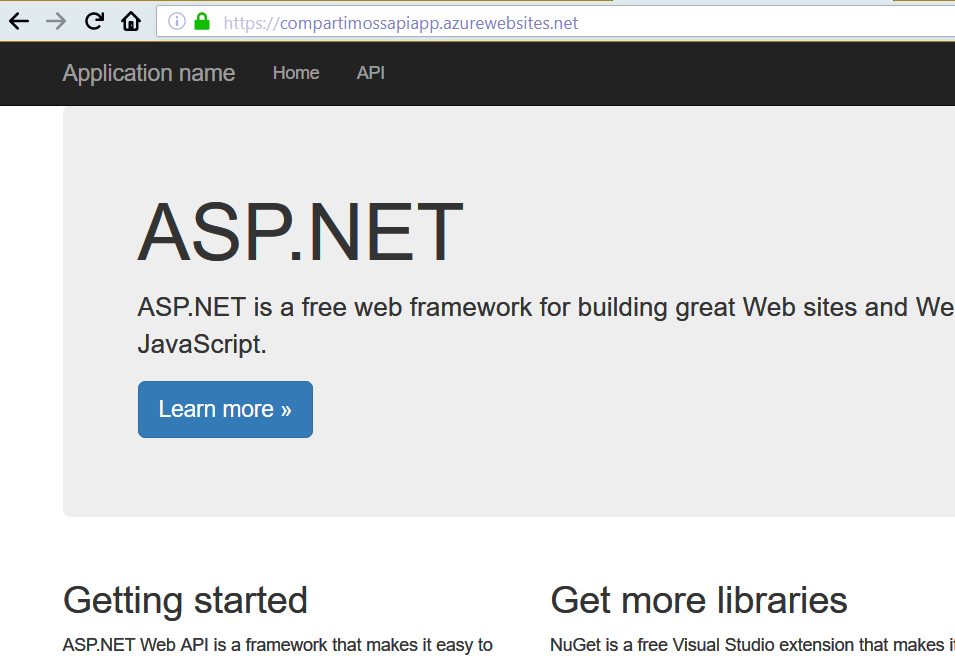 https://compartimossapiapp.azurewebsites.net
Application name Home API
ASP.NET
ASP.NET is a free web framework for building great Web sites and We
JavaScript.
Learn more »
Getting started
ASP.NET Web API is a framework that makes it easy to
Get more libraries
NuGet is a free Visual Studio extension that makes it